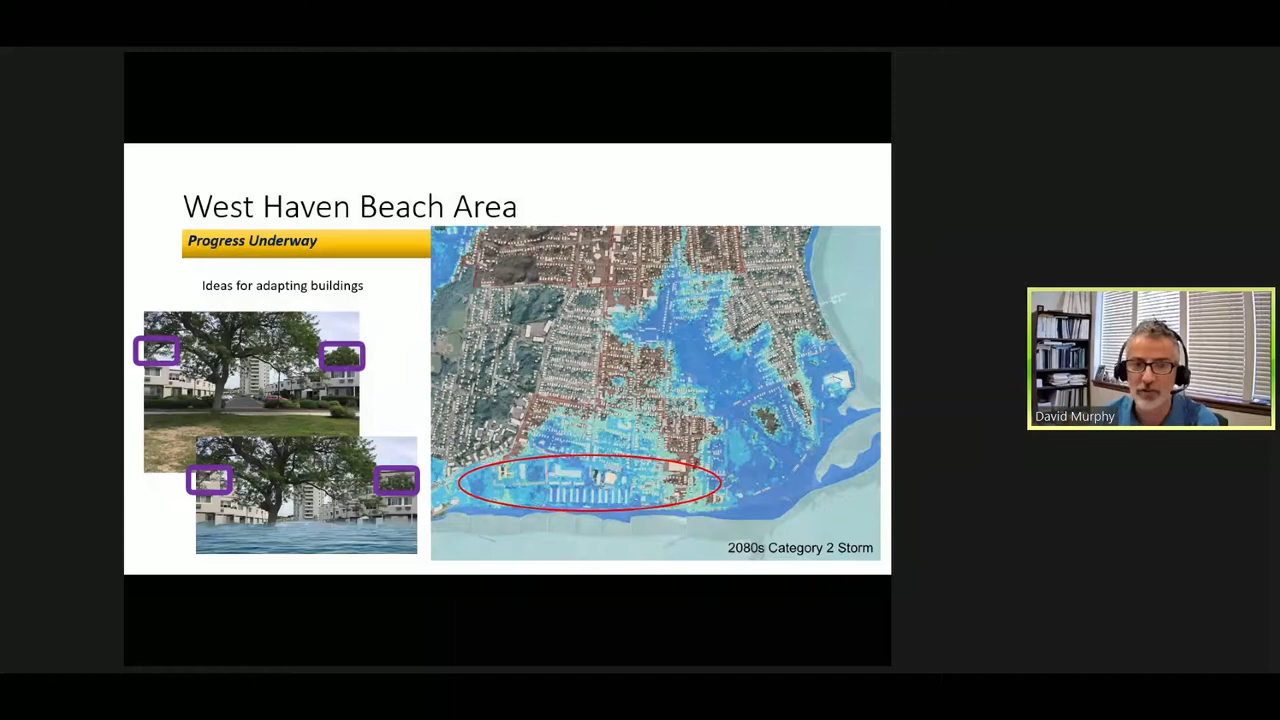 West Haven Beach Area
Progress Underway
Ideas for adapting buildings
2080s Category 2 Storm
David Murphy